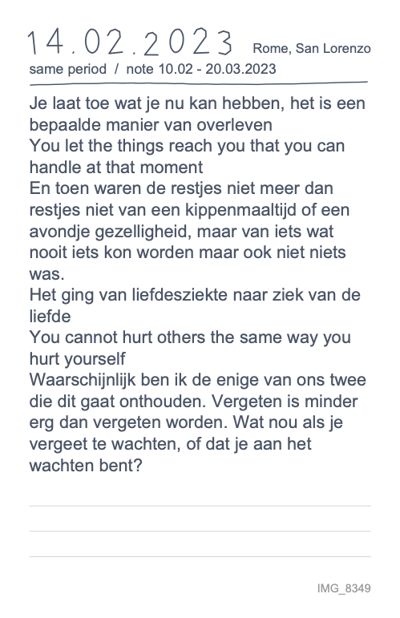 14.02.2023 Rome, San Lorenzo
same period / note 10.02 - 20.03.2023
Je laat toe wat je nu kan hebben, het is een
bepaalde manier van overleven
You let the things reach you that you can
handle at that moment
En toen waren de restjes niet meer dan
restjes niet van een kippenmaaltijd of een
avondje gezelligheid, maar van iets wat
nooit iets kon worden maar ook niet niets
was.
Het ging van liefdesziekte naar ziek van de
liefde
You cannot hurt others the same way you
hurt yourself
Waarschijnlijk ben ik de enige van ons twee
die dit gaat onthouden. Vergeten is minder
erg dan vergeten worden. Wat nou als je
vergeet te wachten, of dat je aan het
wachten bent?
IMG_8349